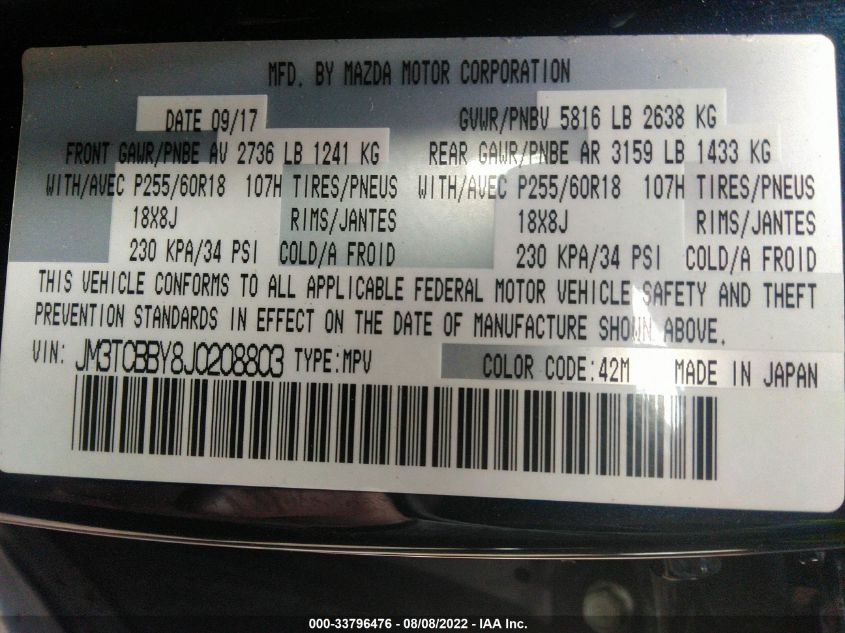 MFD. BY MAZDA MOTOR CORPORATION
DATE 09/17 GVWR/PNBV 5816 LB 2638 KG
FRONT GAWR/PNBE AV 2736 LB 1241 KG REAR GAWR/PNBE AR 3159 LB 1433 KG
WITH/AVEC P255/60R18 107H TIRES/PNEUS WITH/AVEC P255/60R18 107H TIRES/PNEUS
18X8J RIMS/JANTES 18X8J RIMS/JANTES
230 KPA/34 PSI COLD/A FROID 230 KPA/34 PSI COLD/A FROID
THIS VEHICLE CONFORMS TO ALL APPLICABLE FEDERAL MOTOR VEHICLE SAFETY AND THEFT
PREVENTION STANDARDS IN EFFECT ON THE DATE OF MANUFACTURE SHOWN ABOVE.
VIN: JM3TCBBY8J0208803 TYPE:MPV COLOR CODE:42M MADE IN JAPAN
000-33796476 - 08/08/2022 - IAA Inc.